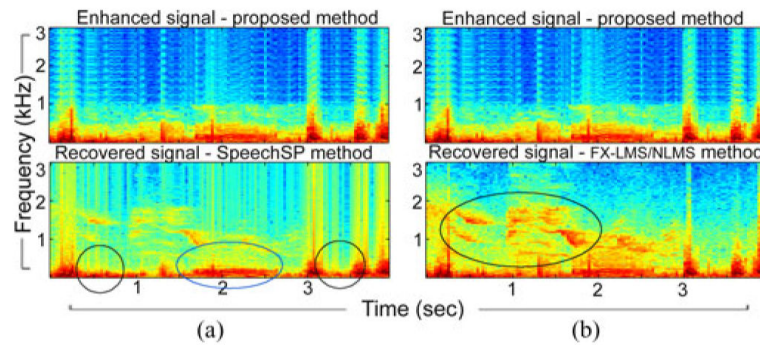 Enhanced signal - proposed method
Enhanced signal - proposed method
3
2
1
3
2
1
Recovered signal - SpeechSP method
Recovered signal - FX-LMS/NLMS method
3
2
1
3
2
1
Frequency (kHz)
1 2 3
1 2 3
Time (sec)
(a)
(b)